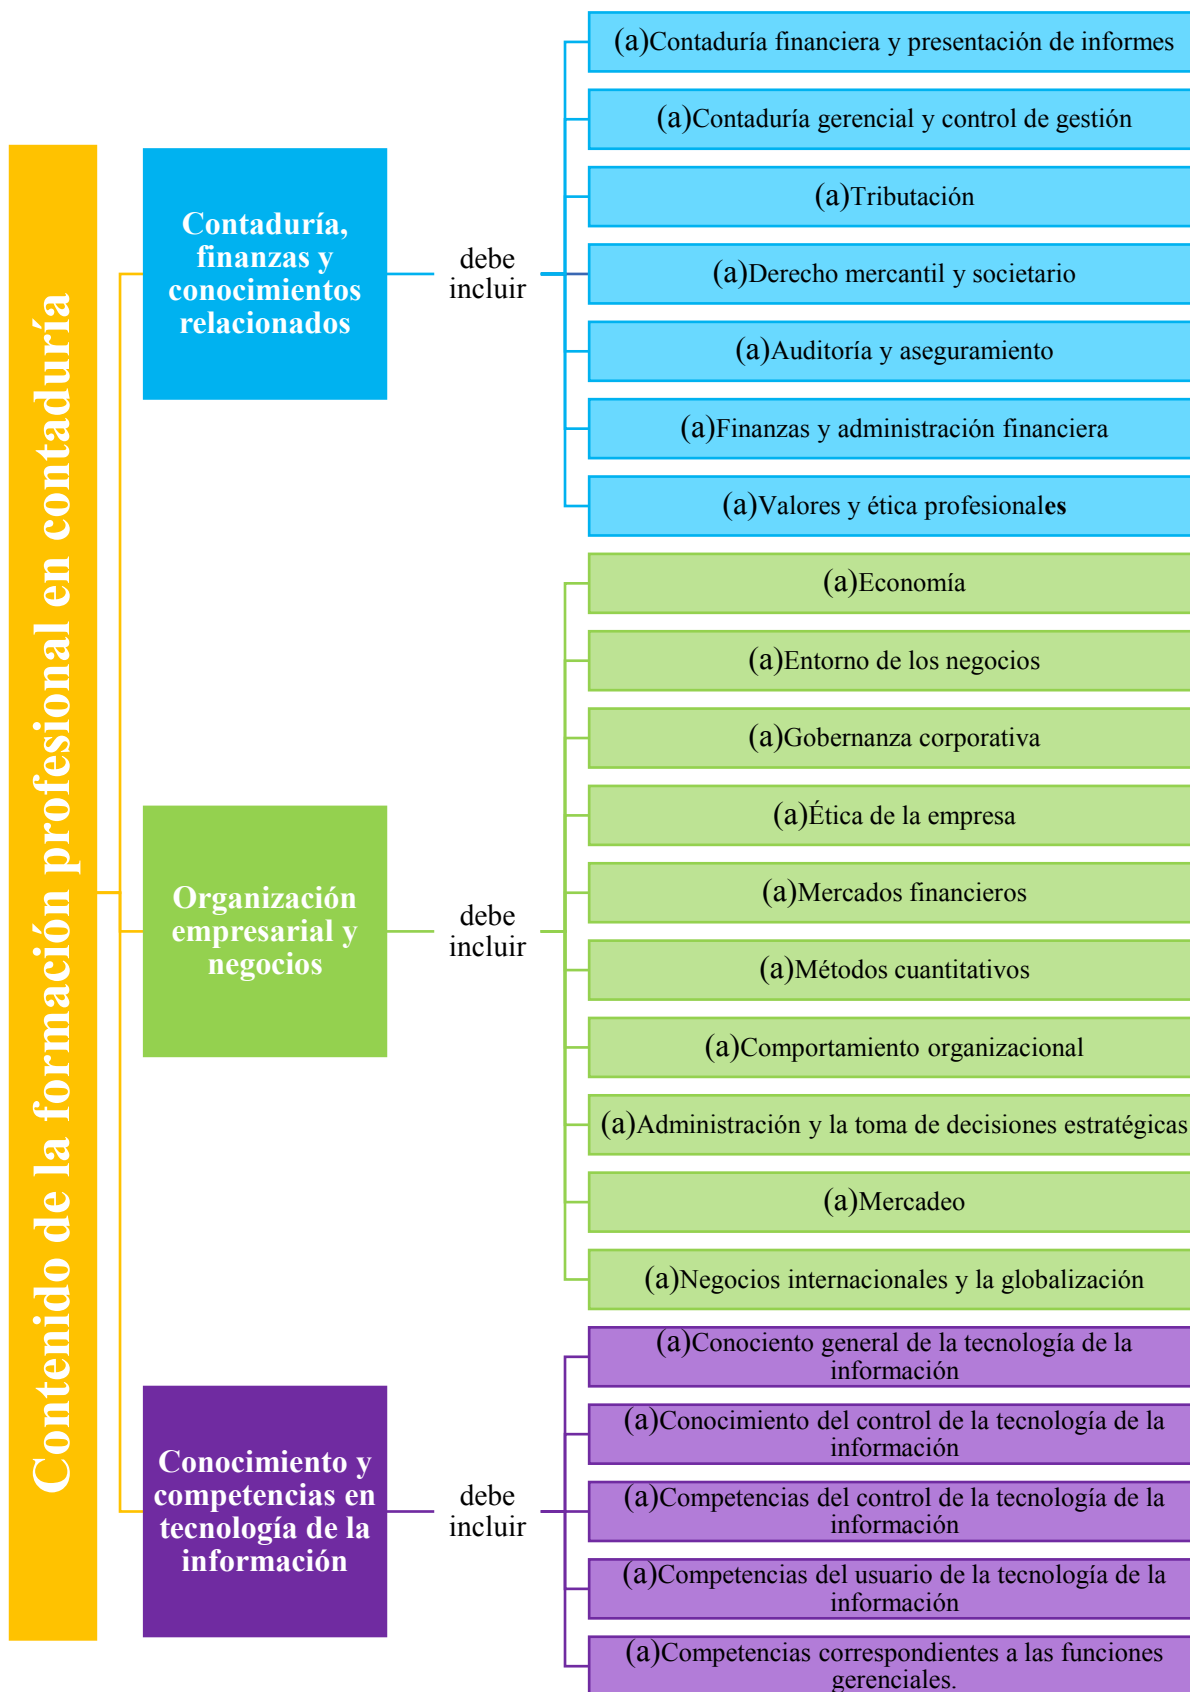 Contenido de la formación profesional en contaduría
Contaduría,
finanzas y
conocimientos
relacionados
debe
incluir
(a)Contaduría financiera y presentación de informes
(a)Contaduría gerencial y control de gestión
(a)Tributación
(a)Derecho mercantil y societario
(a)Auditoría y aseguramiento
(a)Finanzas y administración financiera
(a)Valores y ética profesionales
Organización
empresarial y
negocios
debe
incluir
(a)Economía
(a)Entorno de los negocios
(a)Gobernanza corporativa
(a)Ética de la empresa
(a)Mercados financieros
(a)Métodos cuantitativos
(a)Comportamiento organizacional
(a)Administración y la toma de decisiones estratégicas
(a)Mercadeo
(a)Negocios internacionales y la globalización
Conocimiento y
competencias en
tecnología de la
información
debe
incluir
(a)Conociento general de la tecnología de la
información
(a)Conocimiento del control de la tecnología de la
información
(a)Competencias del control de la tecnología de la
información
(a)Competencias del usuario de la tecnología de la
información
(a)Competencias correspondientes a las funciones
gerenciales.